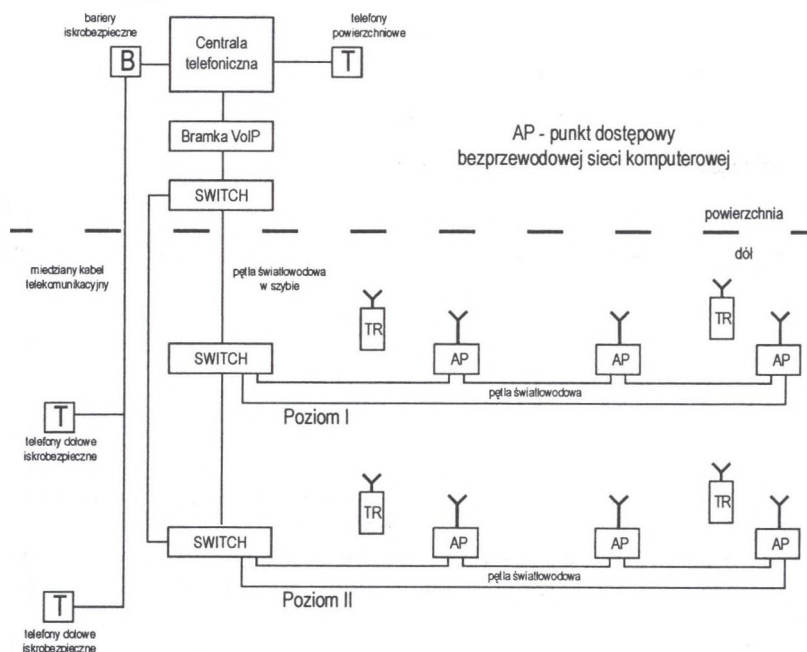 bariery
iskrobezpieczne
B
Centrala
telefoniczna
telefony
powierzchniowe
T
Bramka VoIP
AP - punkt dostępowy
bezprzewodowej sieci komputerowej
SWITCH
powierzchnia
dół
miedziany kabel
telekomunikacyjny
pętla światłowodowa
w szybie
TR
TR
SWITCH
AP
AP
AP
pętla światłowodowa
Poziom I
T
telefony dołowe
iskrobezpieczne
TR
TR
SWITCH
AP
AP
AP
pętla światłowodowa
Poziom II
T
telefony dołowe
iskrobezpieczne